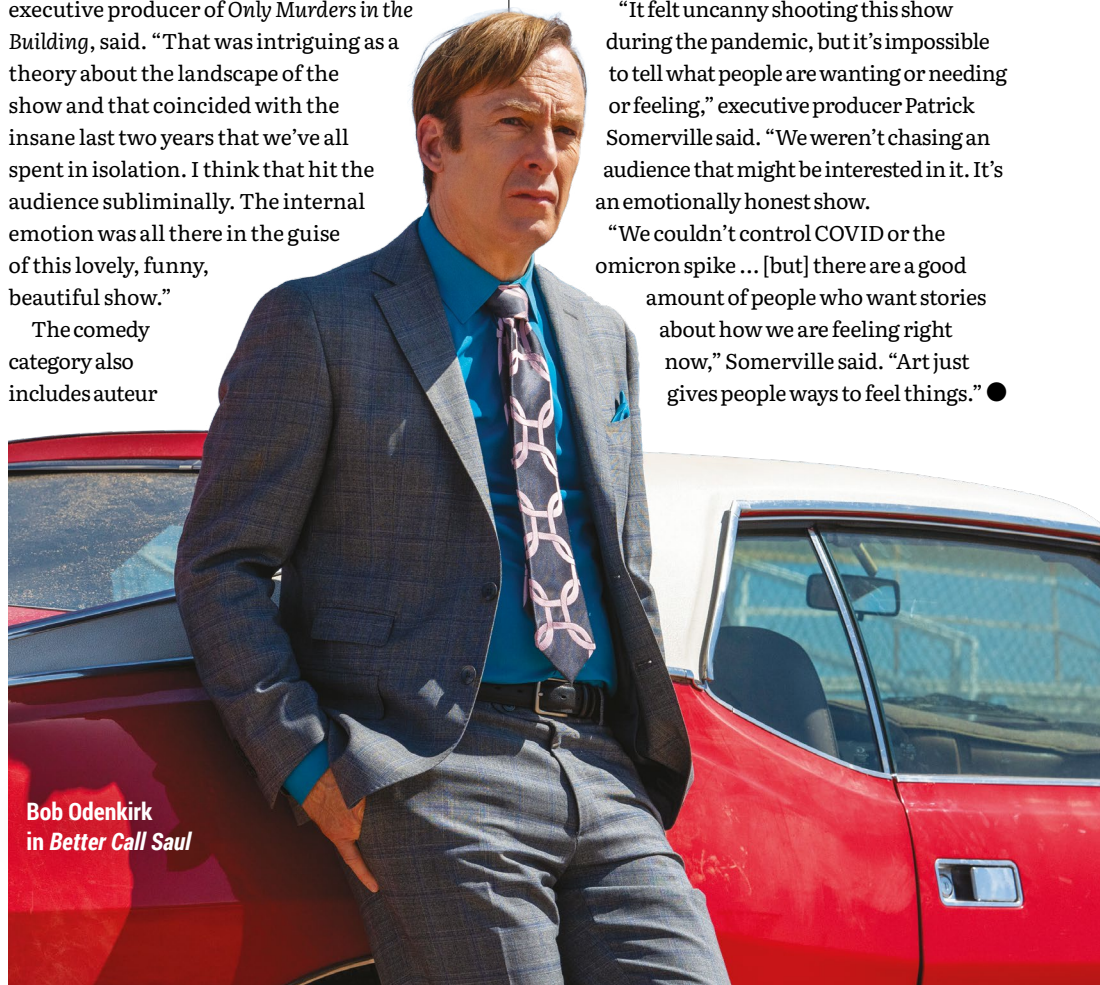 executive producer of Only Murders in the
Building, said. “That was intriguing as a
theory about the landscape of the
show and that coincided with the
insane last two years that we’ve all
spent in isolation. I think that hit the
audience subliminally. The internal
emotion was all there in the guise
of this lovely, funny,
beautiful show.”
The comedy
category also
includes auteur
“It felt uncanny shooting this show
during the pandemic, but it’s impossible
to tell what people are wanting or needing
or feeling,” executive producer Patrick
Somerville said. “We weren’t chasing an
audience that might be interested in it. It’s
an emotionally honest show.
“We couldn’t control COVID or the
omicron spike ... [but] there are a good
amount of people who want stories
about how we are feeling right
now,” Somerville said. “Art just
gives people ways to feel things.” ●
Bob Odenkirk
in Better Call Saul